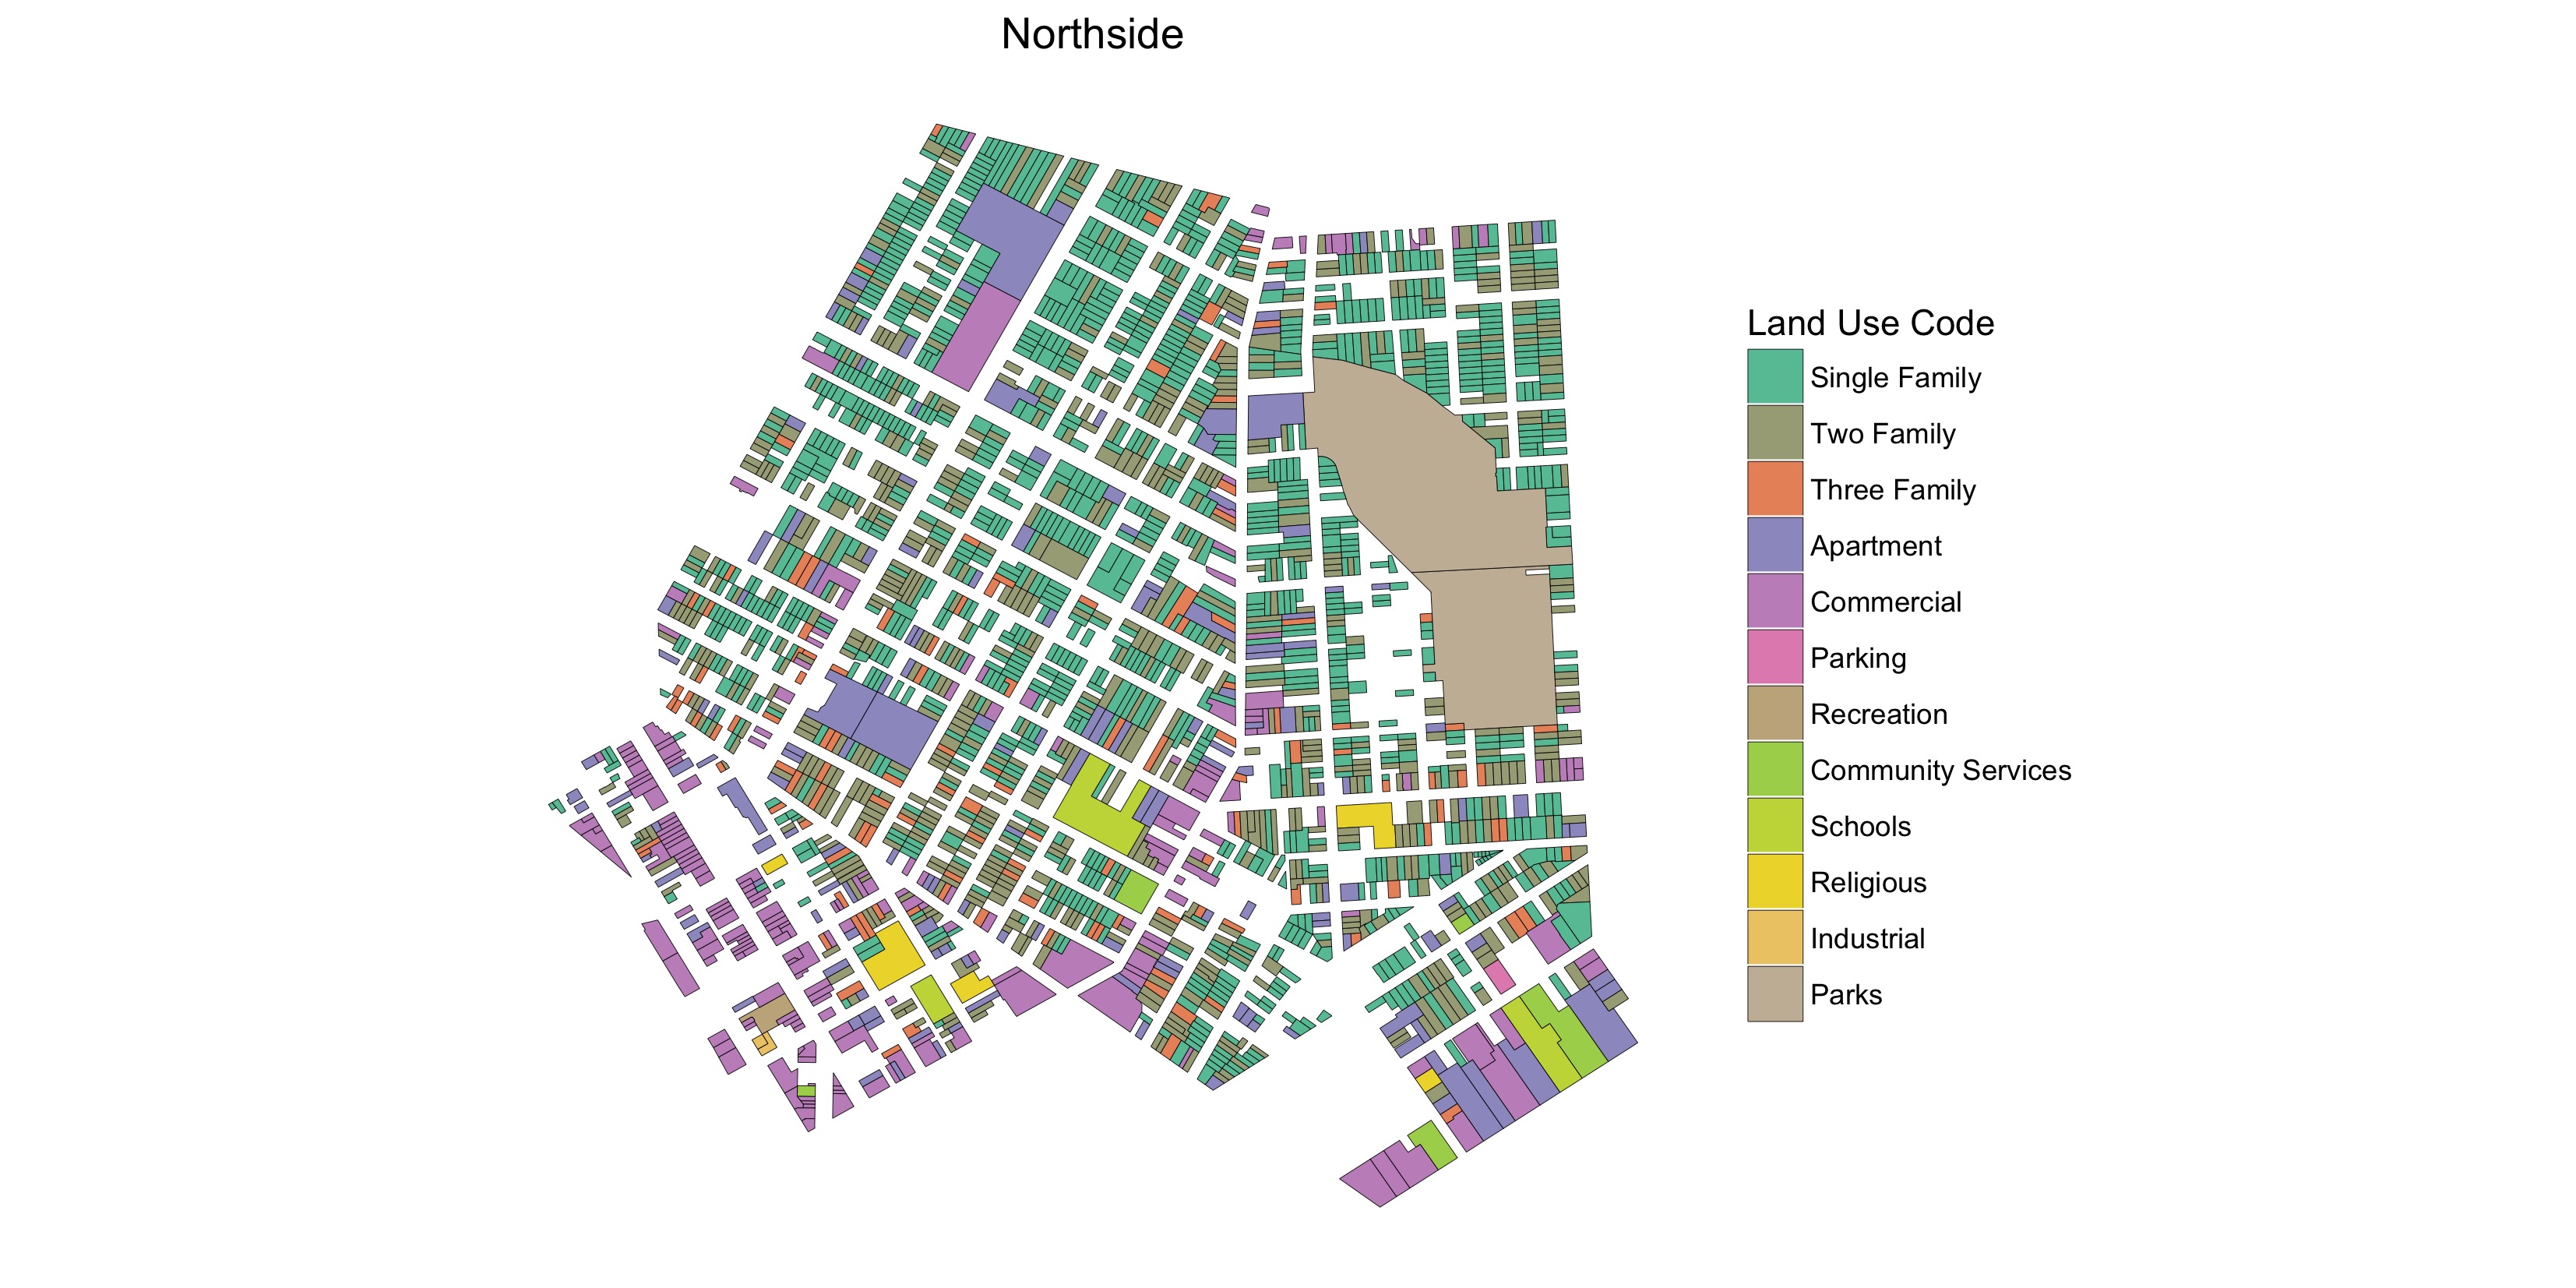 Northside
Land Use Code
Single Family
Two Family
Three Family
Apartment
Commercial
Parking
Recreation
Community Services
Schools
Religious
Industrial
Parks